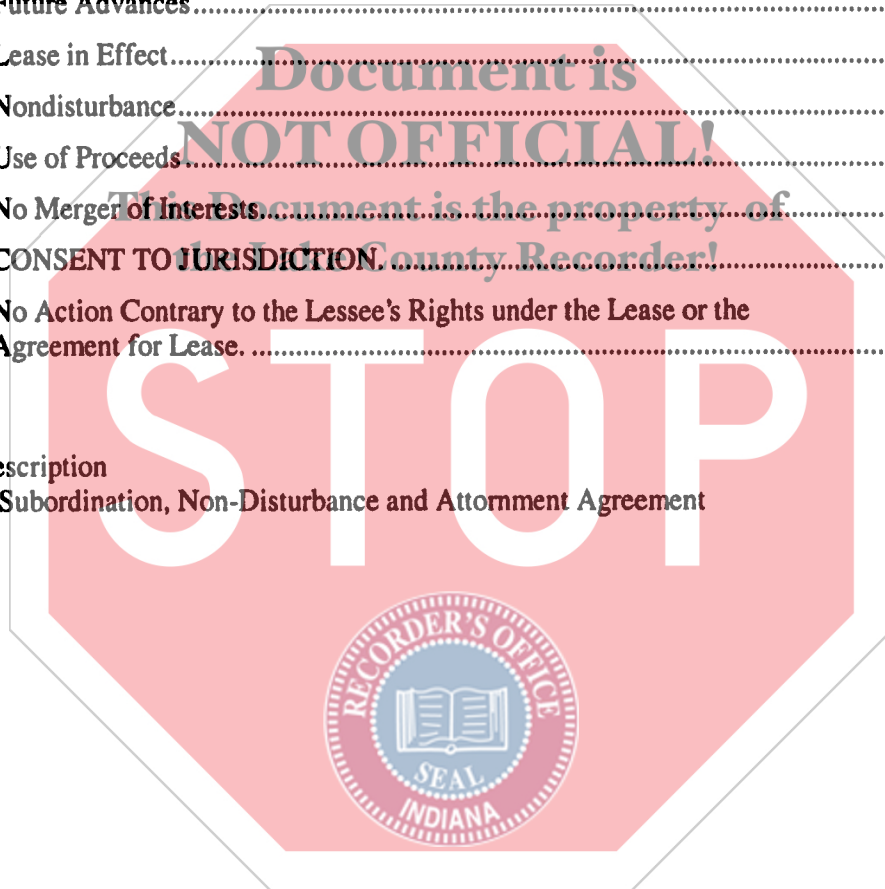 Future Advances
Lease in Effect
Document is
Nondisturbance
NOT OFFICIAL!
Use of Proceeds
This Document is the property of
No Merger of Interests
the Lake County Recorder!
CONSENT TO JURISDICTION.
No Action Contrary to the Lessee's Rights under the Lease or the
Agreement for Lease.
STOP
escription
Subordination, Non-Disturbance and Attornment Agreement
RECORDER'S OFFICE
SEAL
INDIANA